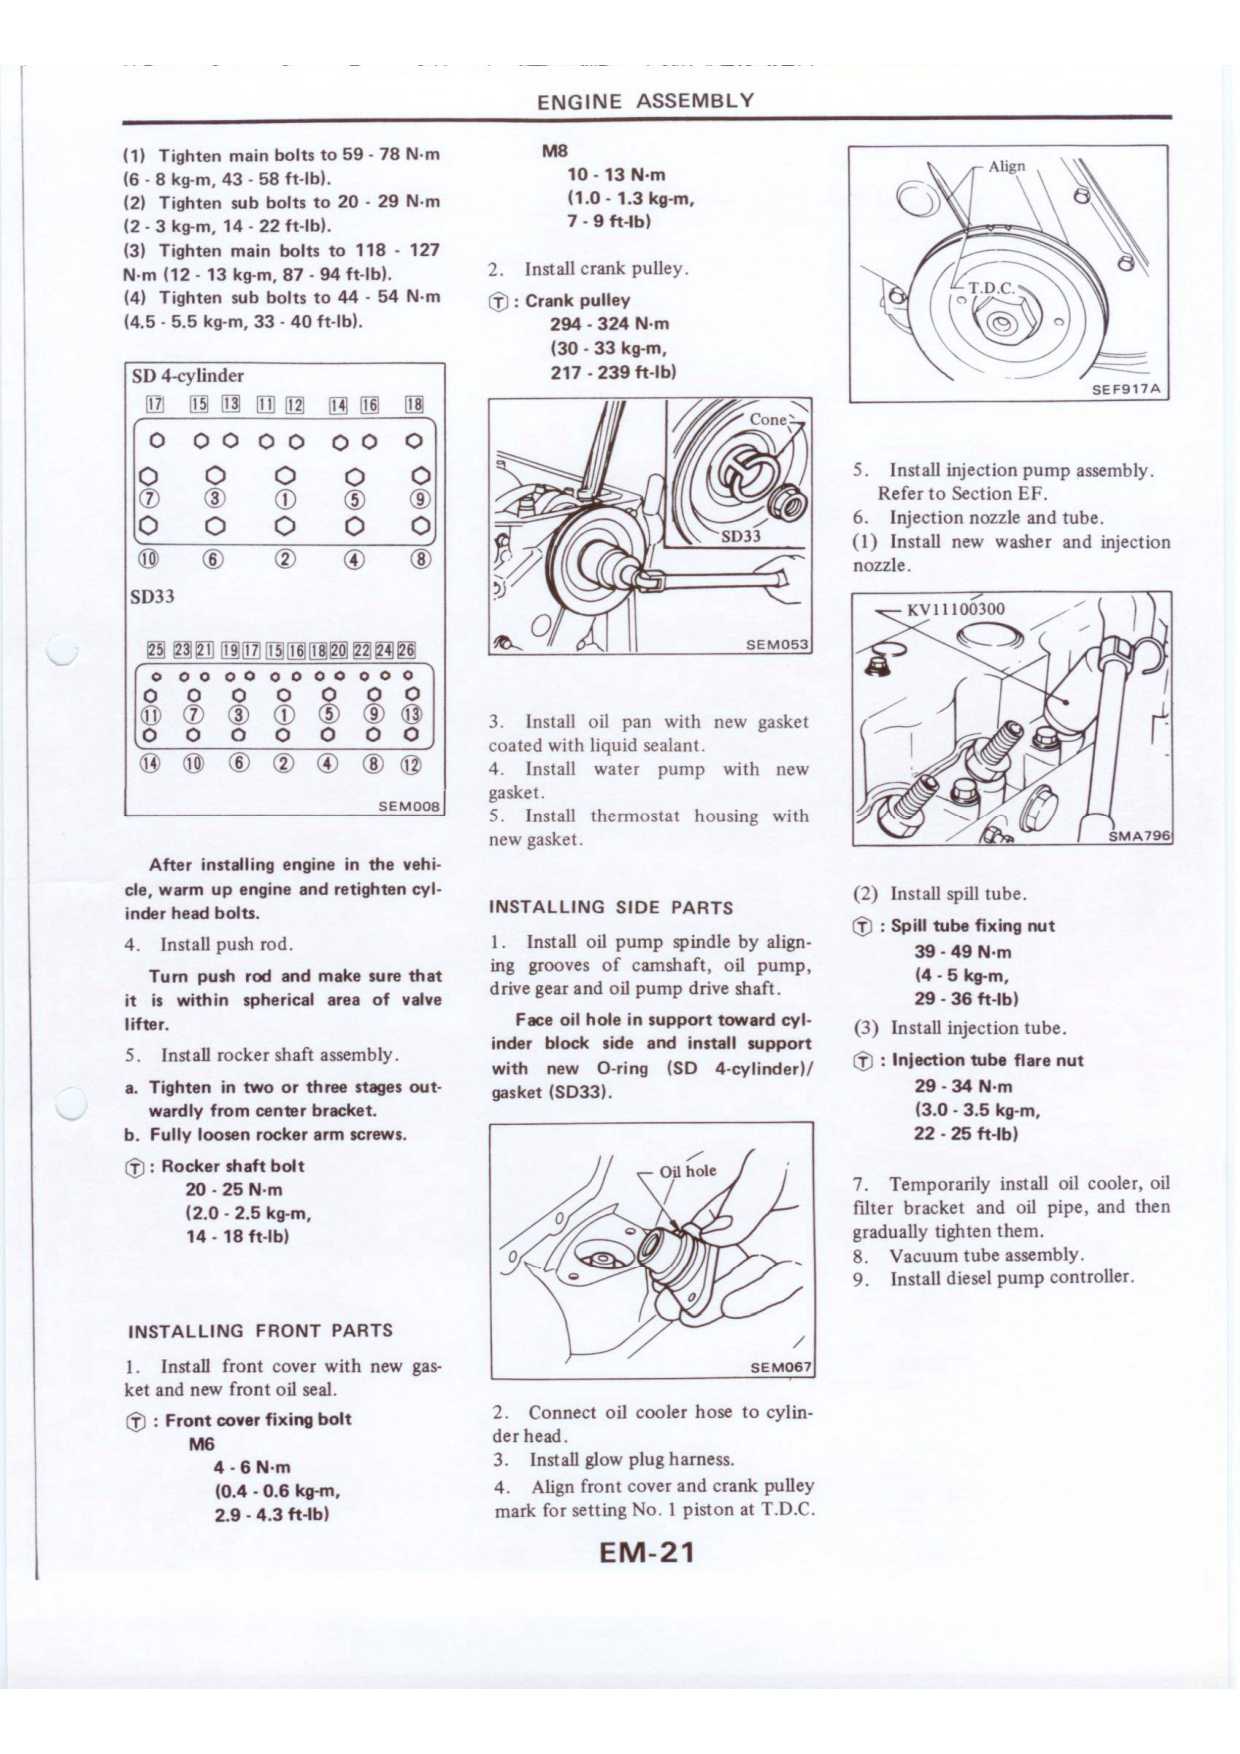 ENGINE ASSEMBLY
(1) Tighten main bolts to 59 - 78 N·m
(6 - 8 kg-m, 43 - 58 ft-lb).
(2) Tighten sub bolts to 20 - 29 N·m
(2 - 3 kg-m, 14 - 22 ft-lb).
(3) Tighten main bolts to 118 - 127
N·m (12 - 13 kg-m, 87 - 94 ft-lb).
(4) Tighten sub bolts to 44 - 54 N·m
(4.5 - 5.5 kg-m, 33 - 40 ft-lb).
SD 4-cylinder
17 15 13 11 12 14 16 18
7 3 1 5 9
10 6 2 4 8
SD33
25 23 21 19 17 15 16 18 20 22 24 26
11 7 3 1 5 9 13
14 10 6 2 4 8 12
SEM008
After installing engine in the vehi-
cle, warm up engine and retighten cyl-
inder head bolts.
4. Install push rod.
Turn push rod and make sure that
it is within spherical area of valve
lifter.
5. Install rocker shaft assembly.
a. Tighten in two or three stages out-
wardly from center bracket.
b. Fully loosen rocker arm screws.
T : Rocker shaft bolt
20 - 25 N·m
(2.0 - 2.5 kg-m,
14 - 18 ft-lb)
INSTALLING FRONT PARTS
1. Install front cover with new gas-
ket and new front oil seal.
T : Front cover fixing bolt
M6
4 - 6 N·m
(0.4 - 0.6 kg-m,
2.9 - 4.3 ft-lb)
M8
10 - 13 N·m
(1.0 - 1.3 kg-m,
7 - 9 ft-lb)
2. Install crank pulley.
T : Crank pulley
294 - 324 N·m
(30 - 33 kg-m,
217 - 239 ft-lb)
Cone
SD33
SEM053
3. Install oil pan with new gasket
coated with liquid sealant.
4. Install water pump with new
gasket.
5. Install thermostat housing with
new gasket.
INSTALLING SIDE PARTS
1. Install oil pump spindle by align-
ing grooves of camshaft, oil pump,
drive gear and oil pump drive shaft.
Face oil hole in support toward cyl-
inder block side and install support
with new O-ring (SD 4-cylinder)/
gasket (SD33).
Oil hole
SEM067
2. Connect oil cooler hose to cylin-
der head.
3. Install glow plug harness.
4. Align front cover and crank pulley
mark for setting No. 1 piston at T.D.C.
Align
T.D.C.
SEF917A
5. Install injection pump assembly.
Refer to Section EF.
6. Injection nozzle and tube.
(1) Install new washer and injection
nozzle.
KV11100300
SMA796
(2) Install spill tube.
T : Spill tube fixing nut
39 - 49 N·m
(4 - 5 kg-m,
29 - 36 ft-lb)
(3) Install injection tube.
T : Injection tube flare nut
29 - 34 N·m
(3.0 - 3.5 kg-m,
22 - 25 ft-lb)
7. Temporarily install oil cooler, oil
filter bracket and oil pipe, and then
gradually tighten them.
8. Vacuum tube assembly.
9. Install diesel pump controller.
EM-21